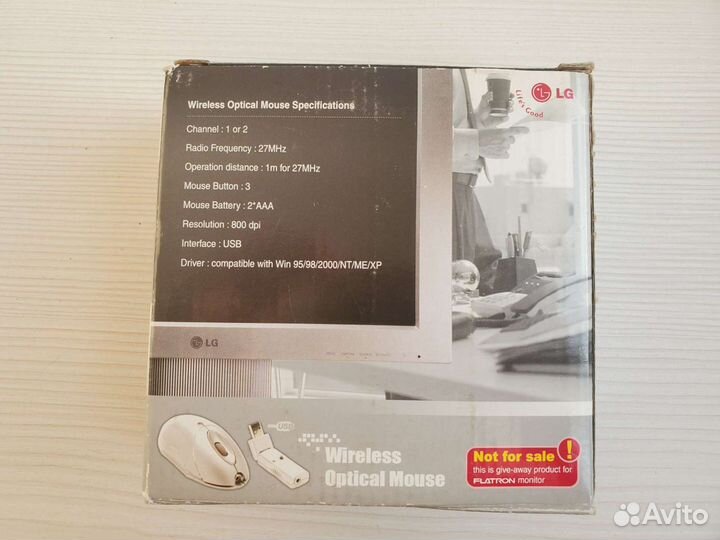 Wireless Optical Mouse Specifications
Channel : 1 or 2
Radio Frequency : 27MHz
Operation distance : 1m for 27MHz
Mouse Button : 3
Mouse Battery : 2*AAA
Resolution : 800 dpi
Interface : USB
Driver : compatible with Win 95/98/2000/NT/ME/XP
LG
Life's Good
LG
USB
Wireless
Optical Mouse
Not for sale!
this is give-away product for
FLATRON monitor
Avito